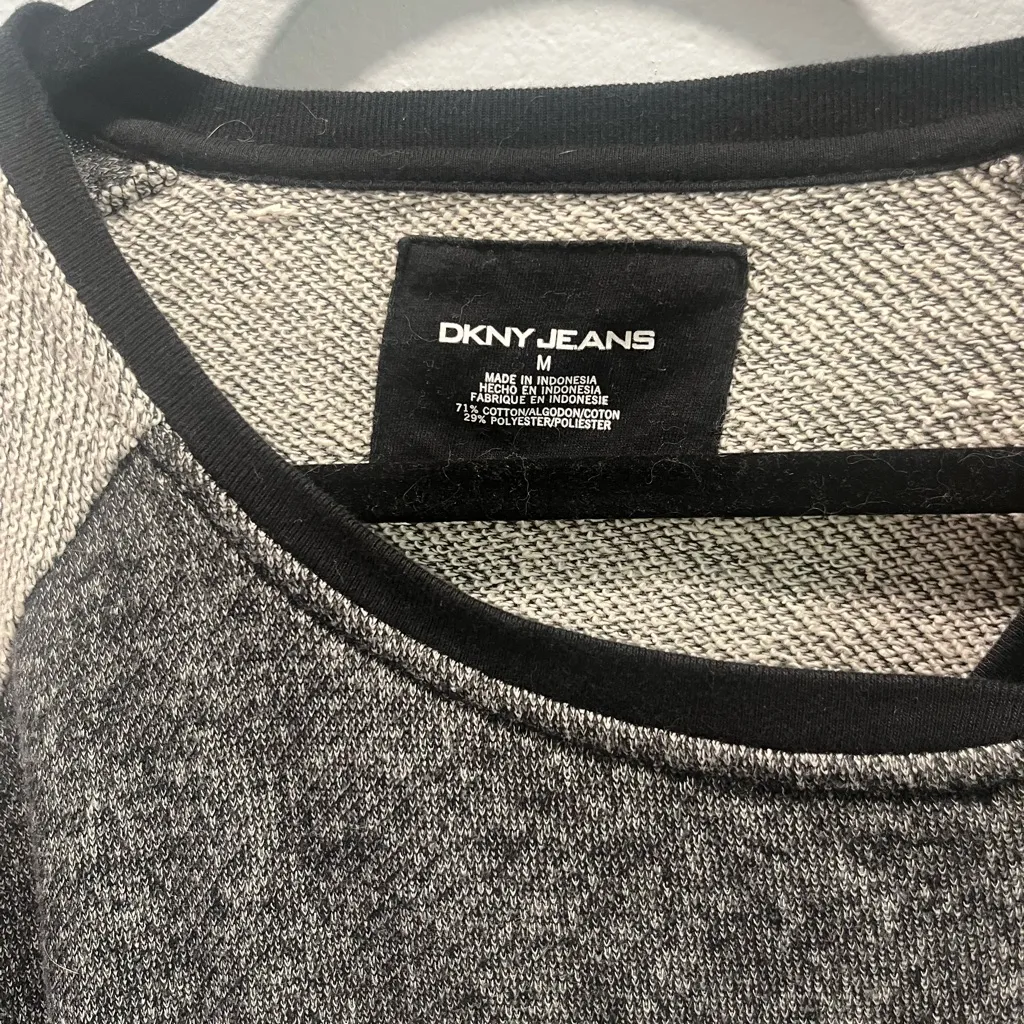 DKNY JEANS
M
MADE IN INDONESIA
HECHO EN INDONESIA
FABRIQUE EN INDONESIE
71% COTTON/ALGODON/COTON
29% POLYESTER/POLIESTER